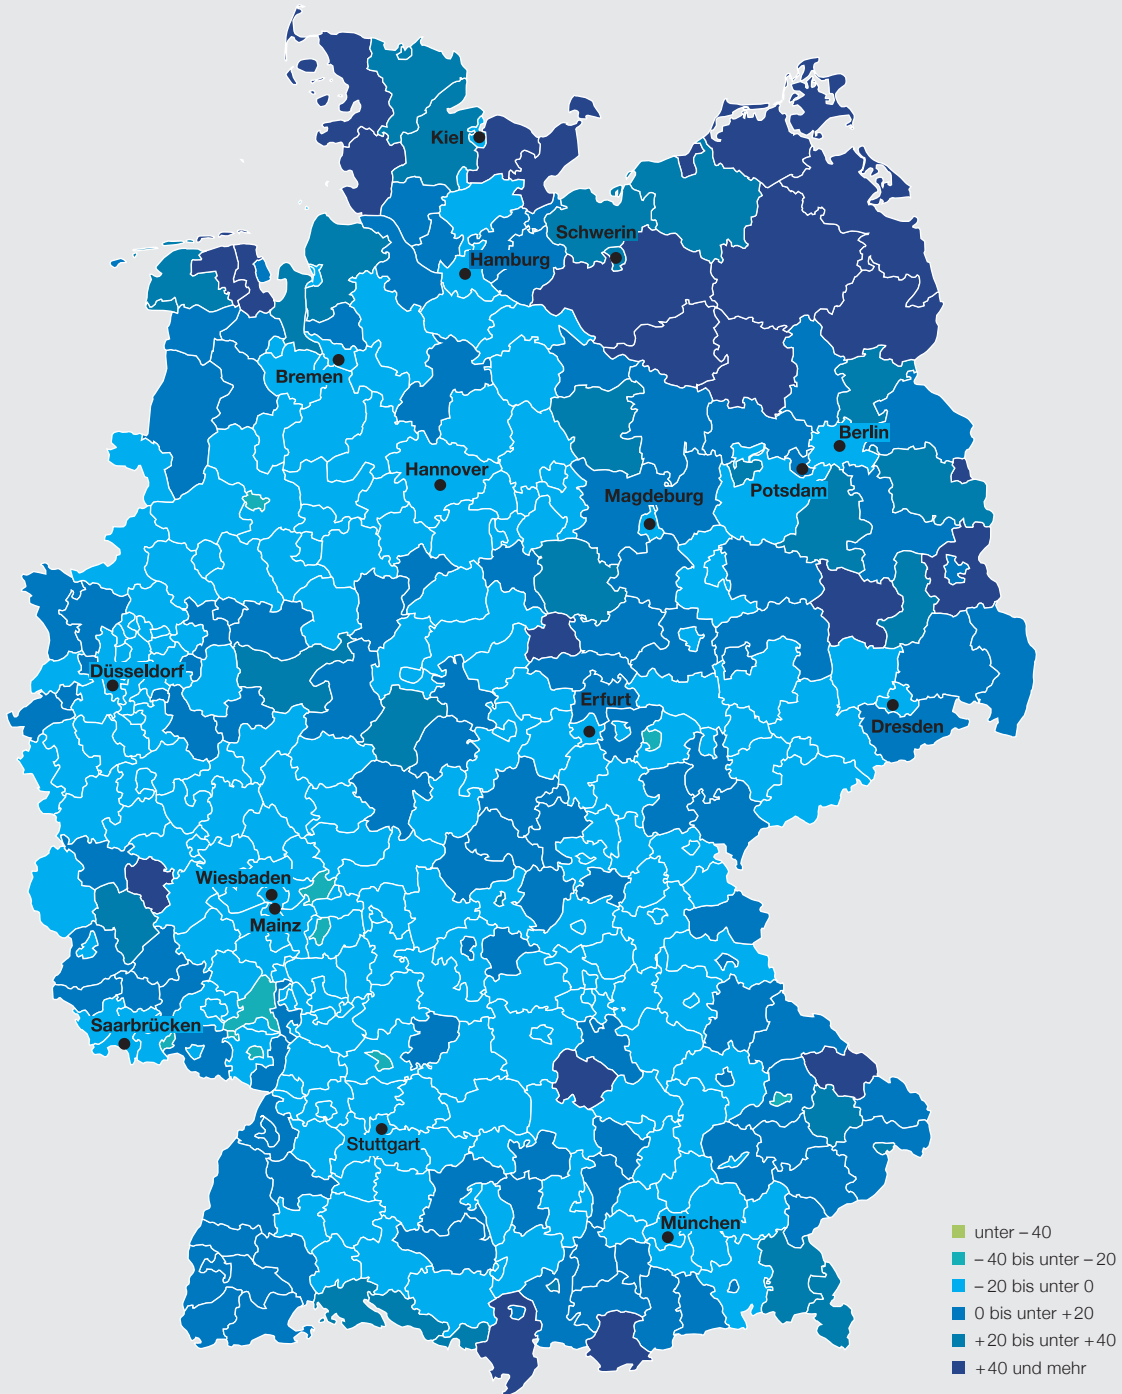 Kiel
Schwerin
Hamburg
Bremen
Berlin
Hannover
Potsdam
Magdeburg
Düsseldorf
Erfurt
Dresden
Wiesbaden
Mainz
Saarbrücken
Stuttgart
München
unter – 40
– 40 bis unter – 20
– 20 bis unter 0
0 bis unter +20
+20 bis unter +40
+40 und mehr